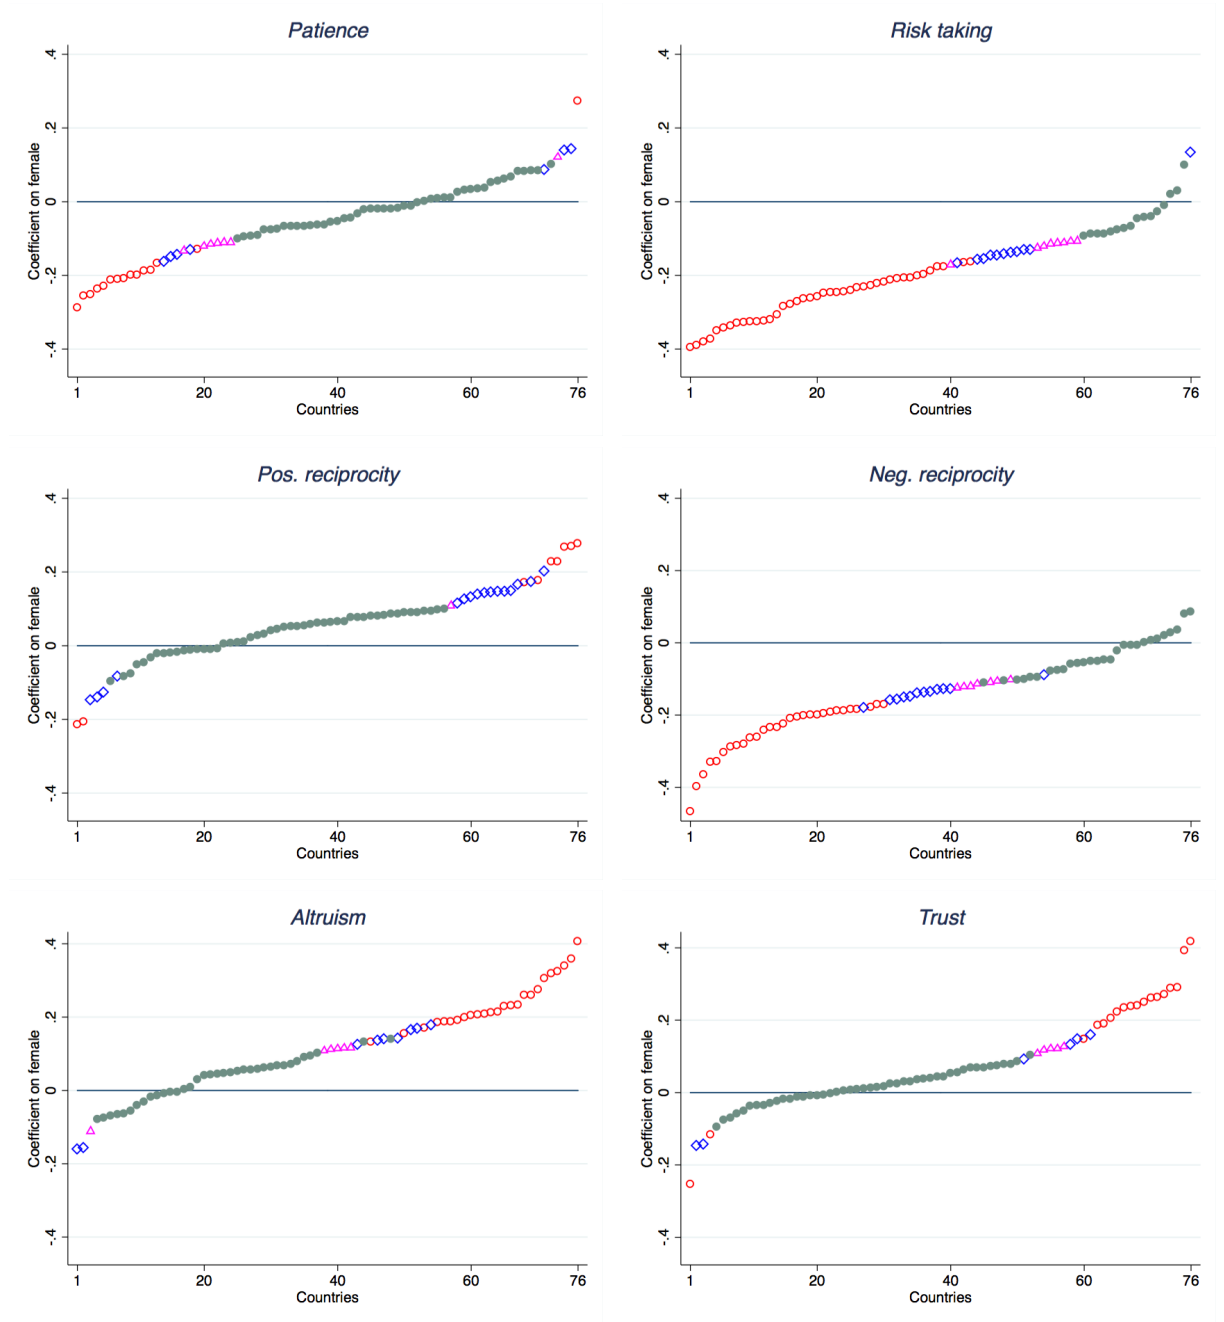 Patience
.4
.2
0
-.2
-.4
Coefficient on female
1 20 40 60 76
Countries
Risk taking
.4
.2
0
-.2
-.4
Coefficient on female
1 20 40 60 76
Countries
Pos. reciprocity
.4
.2
0
-.2
-.4
Coefficient on female
1 20 40 60 76
Countries
Neg. reciprocity
.4
.2
0
-.2
-.4
Coefficient on female
1 20 40 60 76
Countries
Altruism
.4
.2
0
-.2
-.4
Coefficient on female
1 20 40 60 76
Countries
Trust
.4
.2
0
-.2
-.4
Coefficient on female
1 20 40 60 76
Countries